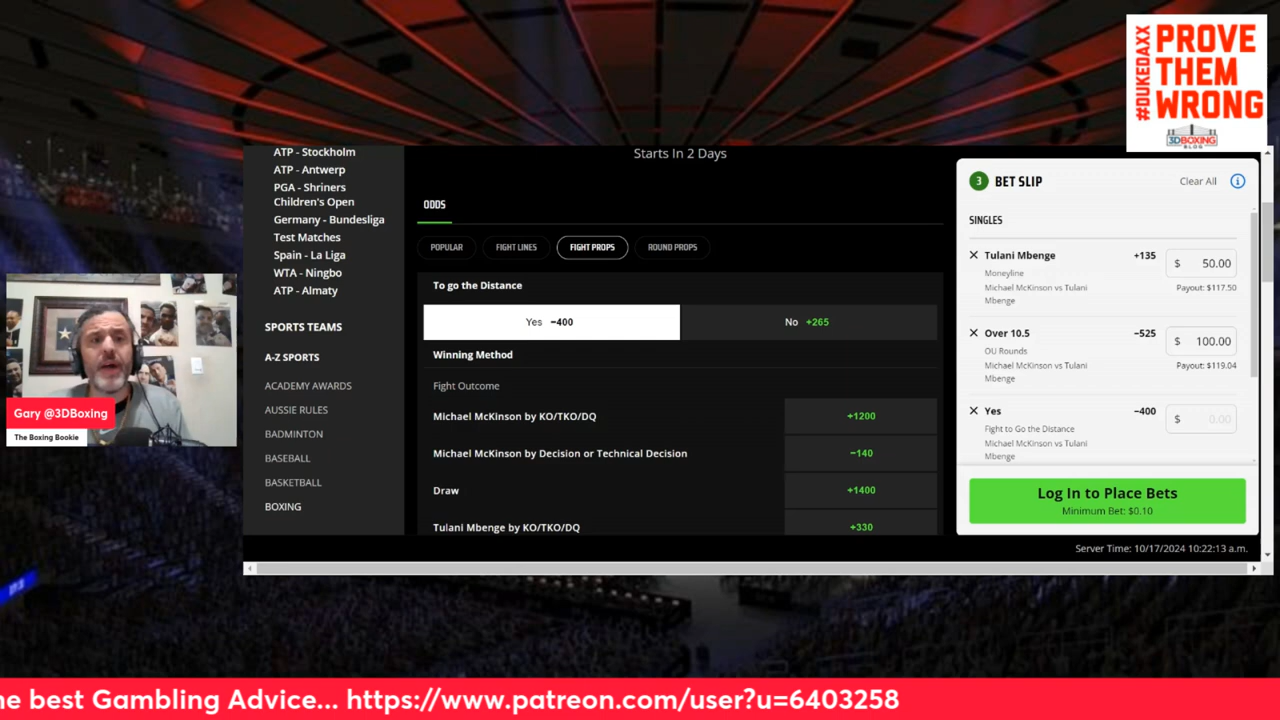 #DUKEDAXX
PROVE
THEM
WRONG
3DBOXING
BLOG
ATP - Stockholm
ATP - Antwerp
PGA - Shriners
Children's Open
Germany - Bundesliga
Test Matches
Spain - La Liga
WTA - Ningbo
ATP - Almaty
SPORTS TEAMS
A-Z SPORTS
ACADEMY AWARDS
AUSSIE RULES
BADMINTON
BASEBALL
BASKETBALL
BOXING
Starts In 2 Days
ODDS
POPULAR FIGHT LINES FIGHT PROPS ROUND PROPS
To go the Distance
Yes −400 No +265
Winning Method
Fight Outcome
Michael McKinson by KO/TKO/DQ +1200
Michael McKinson by Decision or Technical Decision −140
Draw +1400
Tulani Mbenge by KO/TKO/DQ +330
3 BET SLIP Clear All i
SINGLES
× Tulani Mbenge +135 $ 50.00
Moneyline
Michael McKinson vs Tulani Payout: $117.50
Mbenge
× Over 10.5 −525 $ 100.00
OU Rounds
Michael McKinson vs Tulani Payout: $119.04
Mbenge
× Yes −400 $ 0.00
Fight to Go the Distance
Michael McKinson vs Tulani
Mbenge
Log In to Place Bets
Minimum Bet: $0.10
Server Time: 10/17/2024 10:22:13 a.m.
Gary @3DBoxing
The Boxing Bookie
he best Gambling Advice... https://www.patreon.com/user?u=6403258